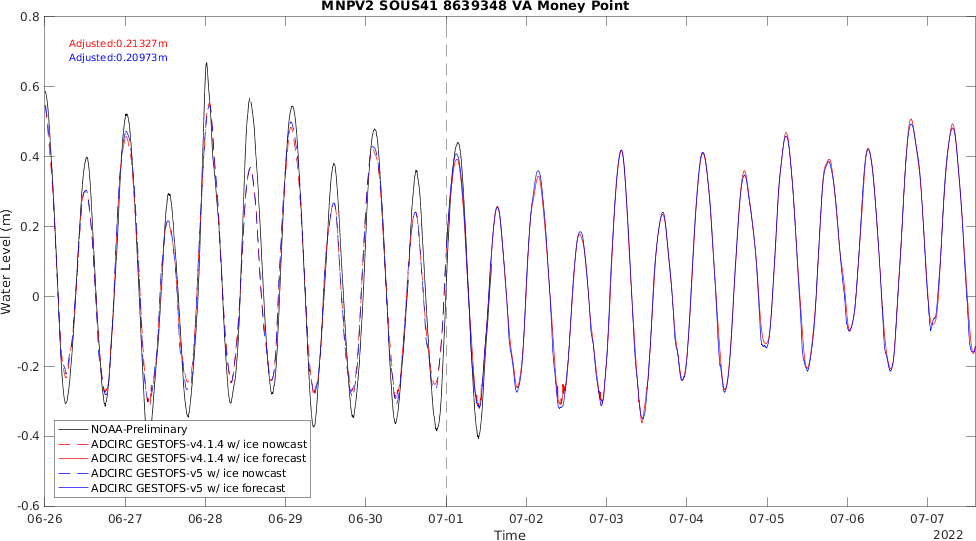 MNPV2 SOUS41 8639348 VA Money Point
Adjusted:0.21327m
Adjusted:0.20973m
0.8
0.6
0.4
0.2
0
-0.2
-0.4
-0.6
Water Level (m)
NOAA-Preliminary
ADCIRC GESTOFS-v4.1.4 w/ ice nowcast
ADCIRC GESTOFS-v4.1.4 w/ ice forecast
ADCIRC GESTOFS-v5 w/ ice nowcast
ADCIRC GESTOFS-v5 w/ ice forecast
06-26 06-27 06-28 06-29 06-30 07-01 07-02 07-03 07-04 07-05 07-06 07-07
Time
2022